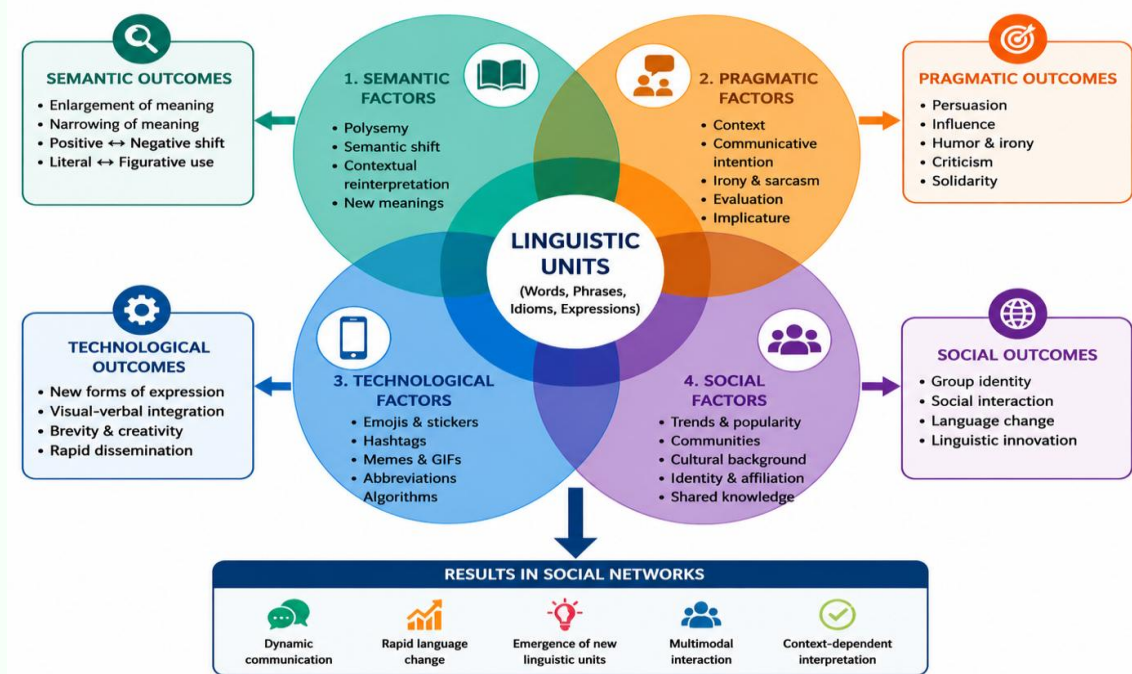 SEMANTIC OUTCOMES
• Enlargement of meaning
• Narrowing of meaning
• Positive ↔ Negative shift
• Literal ↔ Figurative use
1. SEMANTIC
FACTORS
• Polysemy
• Semantic shift
• Contextual
reinterpretation
• New meanings
2. PRAGMATIC
FACTORS
• Context
• Communicative
intention
• Irony & sarcasm
• Evaluation
• Implicature
PRAGMATIC OUTCOMES
• Persuasion
• Influence
• Humor & irony
• Criticism
• Solidarity
LINGUISTIC
UNITS
(Words, Phrases,
Idioms, Expressions)
TECHNOLOGICAL
OUTCOMES
• New forms of expression
• Visual-verbal integration
• Brevity & creativity
• Rapid dissemination
3. TECHNOLOGICAL
FACTORS
• Emojis & stickers
• Hashtags
• Memes & GIFs
• Abbreviations
Algorithms
4. SOCIAL
FACTORS
• Trends & popularity
• Communities
• Cultural background
• Identity & affiliation
• Shared knowledge
SOCIAL OUTCOMES
• Group identity
• Social interaction
• Language change
• Linguistic innovation
RESULTS IN SOCIAL NETWORKS
Dynamic
communication
Rapid language
change
Emergence of new
linguistic units
Multimodal
interaction
Context-dependent
interpretation